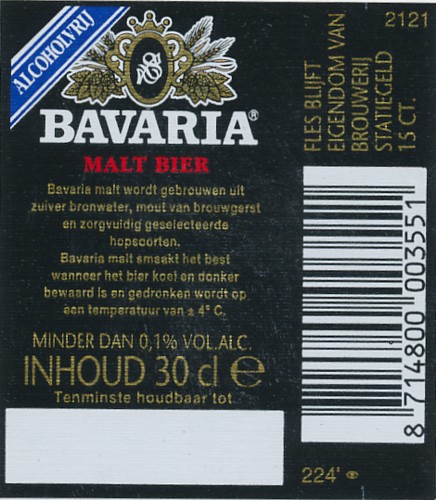 ALCOHOLVRIJ
BAVARIA®
MALT BIER
Bavaria malt wordt gebrouwen uit
zuiver bronwater, mout van brouwgerst
en zorgvuldig geselecteerde
hopsoorten.
Bavaria malt smaakt het best
wanneer het bier koel en donker
bewaard is en gedronken wordt op
een temperatuur van ± 4° C.
MINDER DAN 0,1% VOL.ALC.
INHOUD 30 cl ℮
Tenminste houdbaar tot
2121
FLES BLIJFT
EIGENDOM VAN
BROUWERIJ
STATIEGELD
15 CT.
8 714800 003551
224'